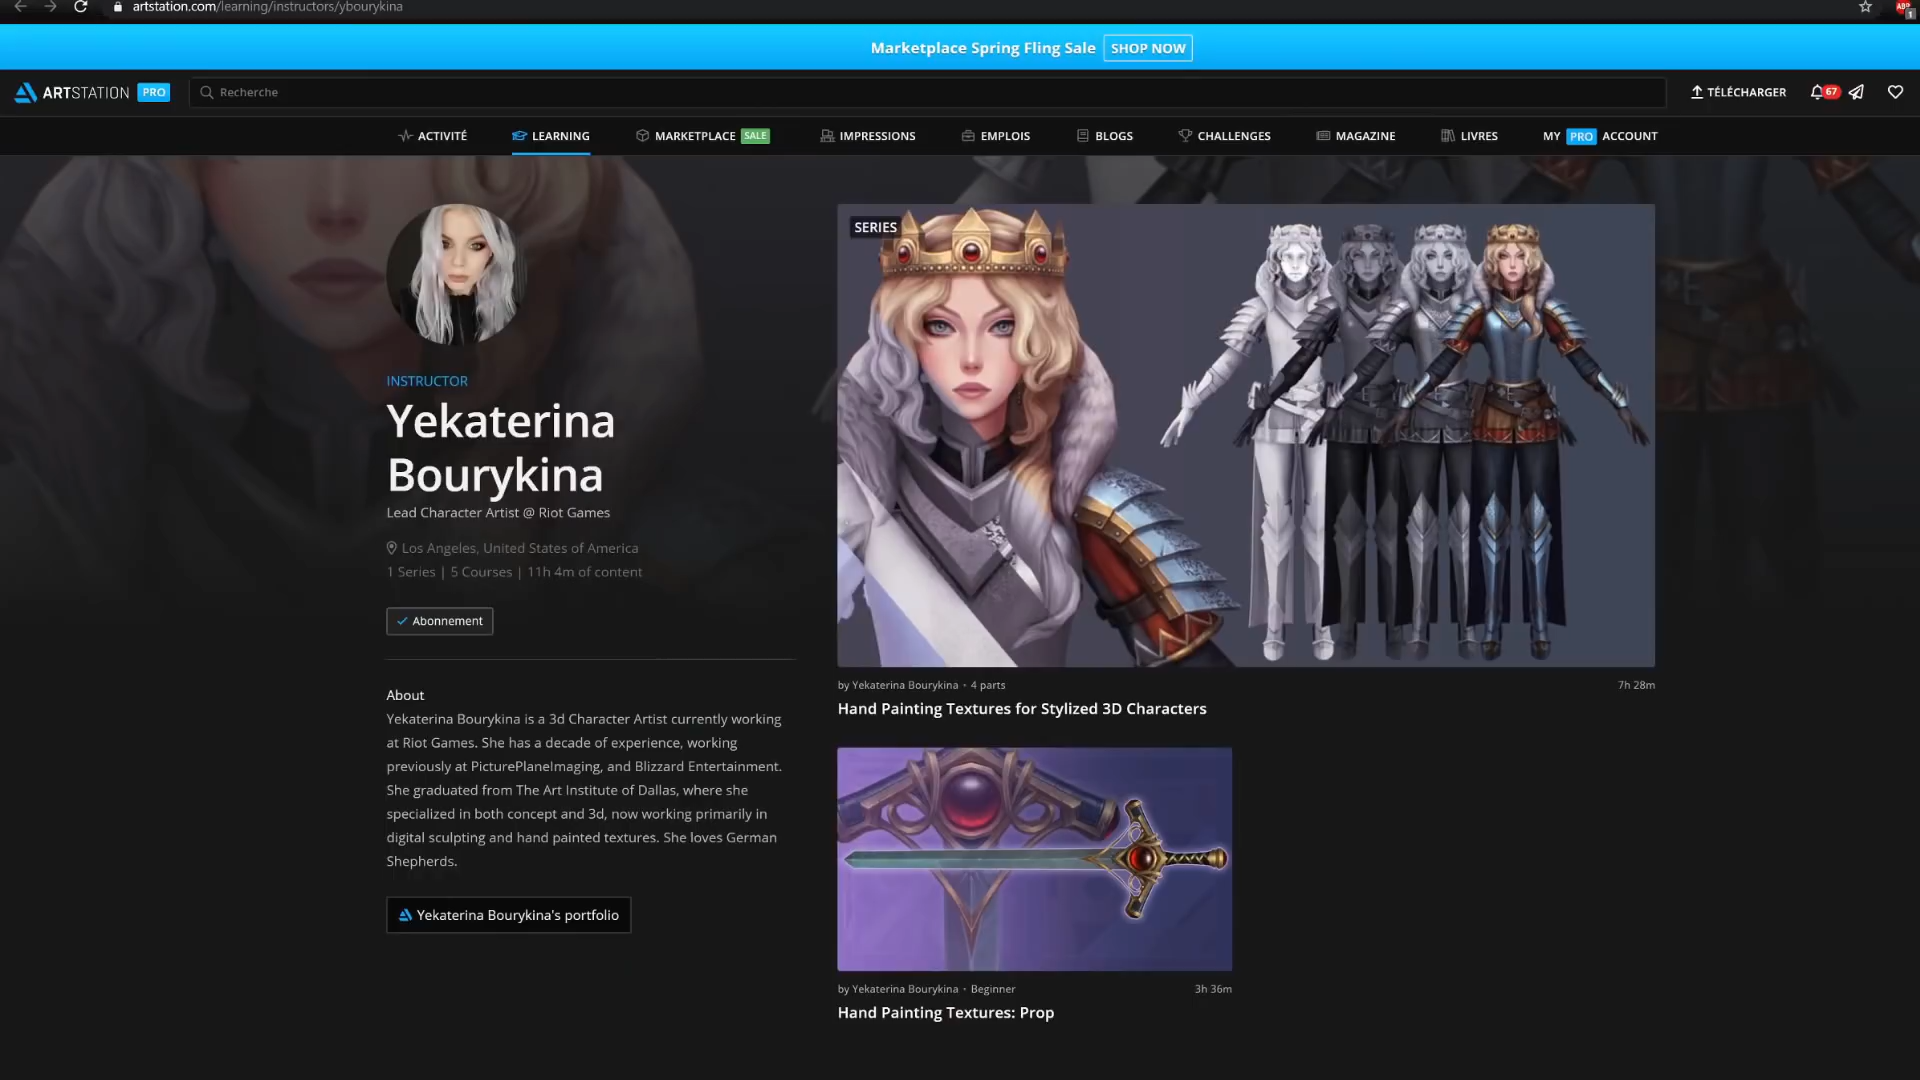 artstation.com/learning/instructors/ybourykina
ABP
1
Marketplace Spring Fling Sale SHOP NOW
ARTSTATION PRO
Recherche
TÉLÉCHARGER
67
ACTIVITÉ
LEARNING
MARKETPLACE SALE
IMPRESSIONS
EMPLOIS
BLOGS
CHALLENGES
MAGAZINE
LIVRES
MY PRO ACCOUNT
INSTRUCTOR
Yekaterina
Bourykina
Lead Character Artist @ Riot Games
Los Angeles, United States of America
1 Series | 5 Courses | 11h 4m of content
Abonnement
About
Yekaterina Bourykina is a 3d Character Artist currently working
at Riot Games. She has a decade of experience, working
previously at PicturePlaneImaging, and Blizzard Entertainment.
She graduated from The Art Institute of Dallas, where she
specialized in both concept and 3d, now working primarily in
digital sculpting and hand painted textures. She loves German
Shepherds.
Yekaterina Bourykina's portfolio
SERIES
by Yekaterina Bourykina • 4 parts
7h 28m
Hand Painting Textures for Stylized 3D Characters
by Yekaterina Bourykina • Beginner
3h 36m
Hand Painting Textures: Prop